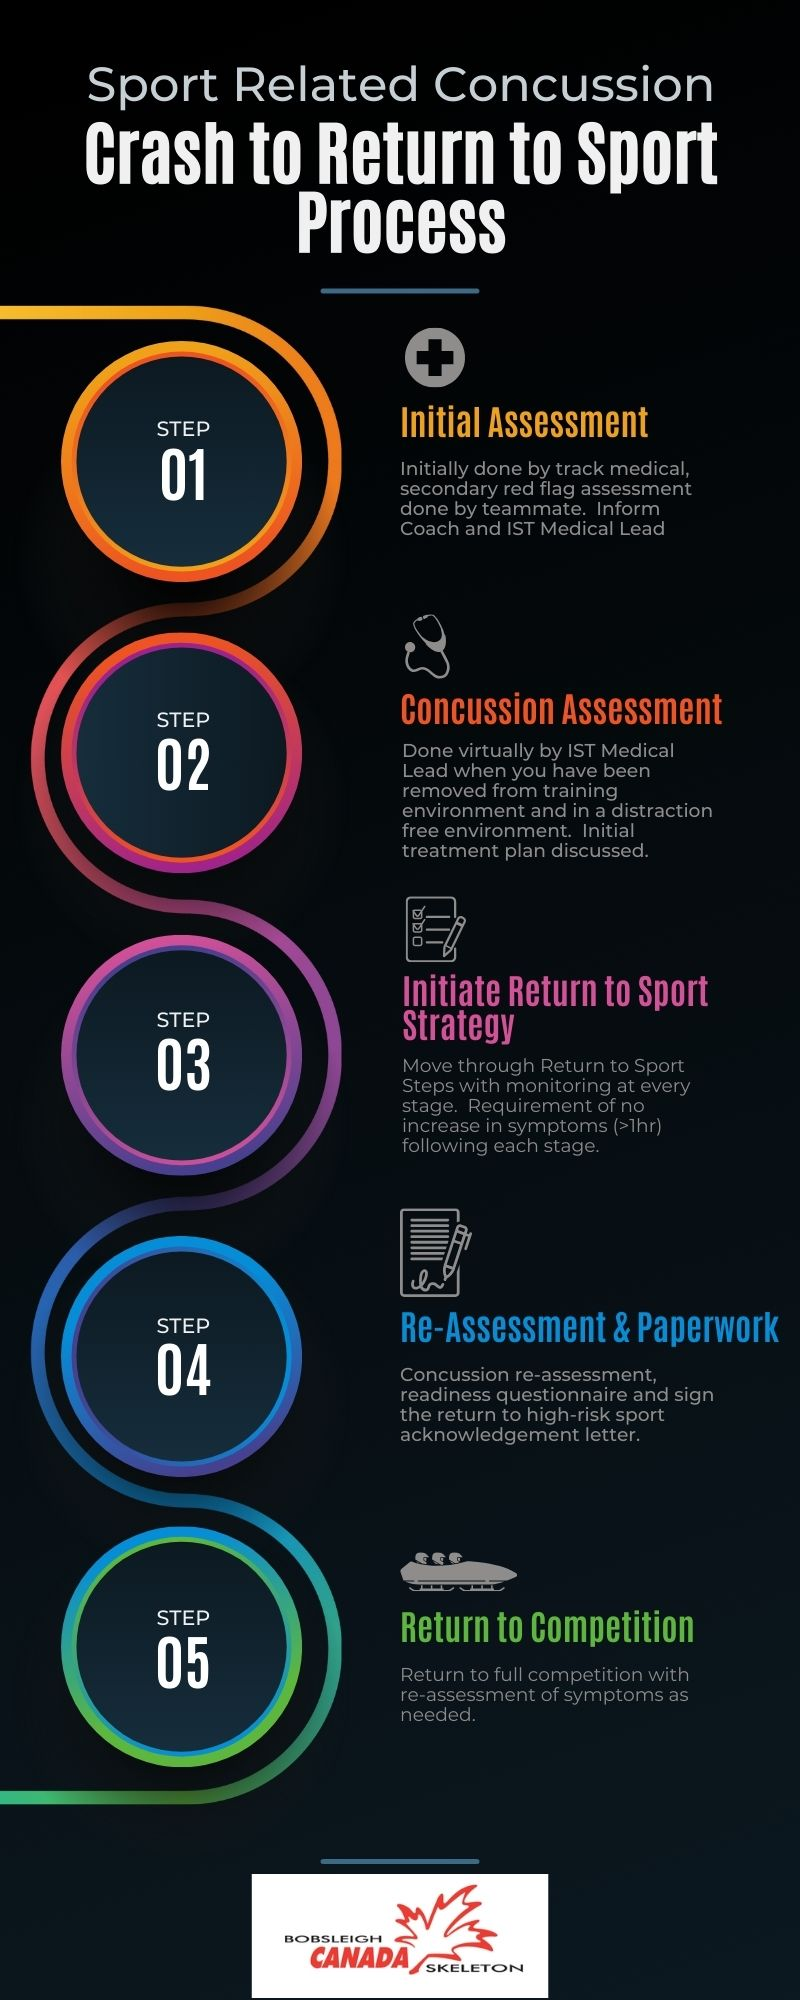 Sport Related Concussion
Crash to Return to Sport
Process
STEP
01
Initial Assessment
Initially done by track medical,
secondary red flag assessment
done by teammate.  Inform
Coach and IST Medical Lead
STEP
02
Concussion Assessment
Done virtually by IST Medical
Lead when you have been
removed from training
environment and in a distraction
free environment.  Initial
treatment plan discussed.
STEP
03
Initiate Return to Sport
Strategy
Move through Return to Sport
Steps with monitoring at every
stage.  Requirement of no
increase in symptoms (>1hr)
following each stage.
STEP
04
Re-Assessment & Paperwork
Concussion re-assessment,
readiness questionnaire and sign
the return to high-risk sport
acknowledgement letter.
STEP
05
Return to Competition
Return to full competition with
re-assessment of symptoms as
needed.
BOBSLEIGH
CANADA
SKELETON